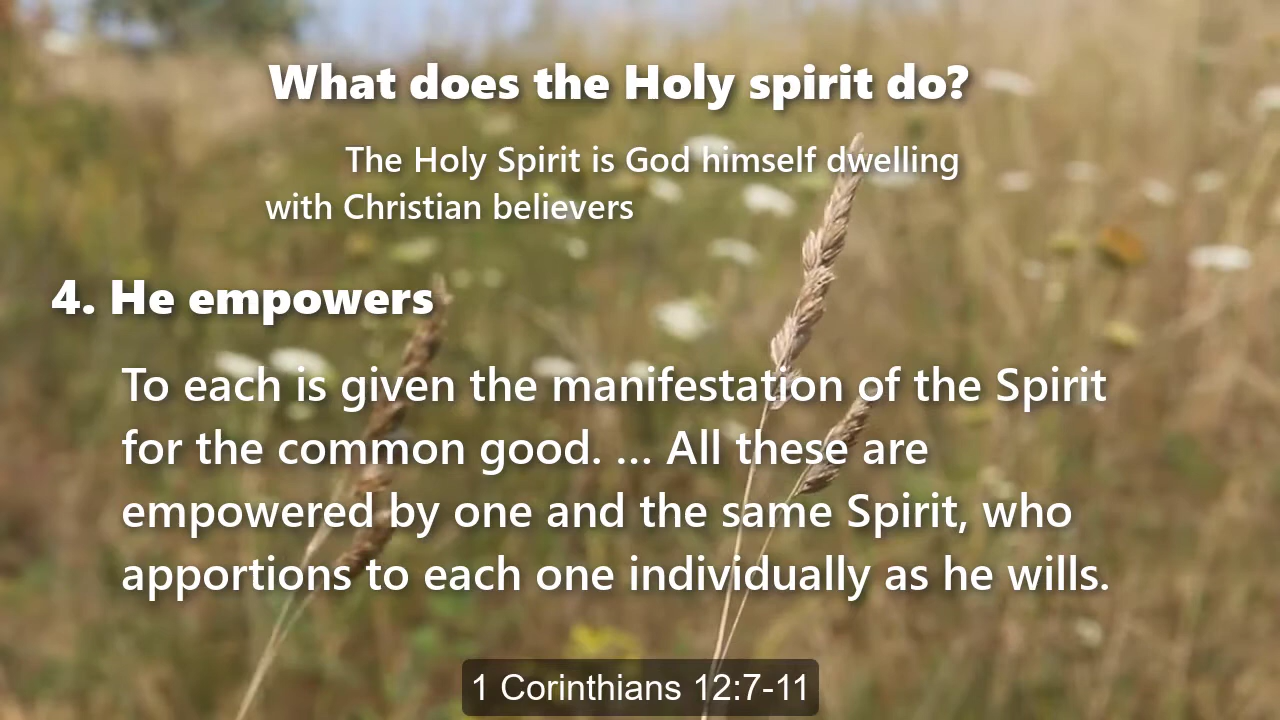 What does the Holy spirit do?
The Holy Spirit is God himself dwelling
with Christian believers
4. He empowers
To each is given the manifestation of the Spirit
for the common good. … All these are
empowered by one and the same Spirit, who
apportions to each one individually as he wills.
1 Corinthians 12:7-11